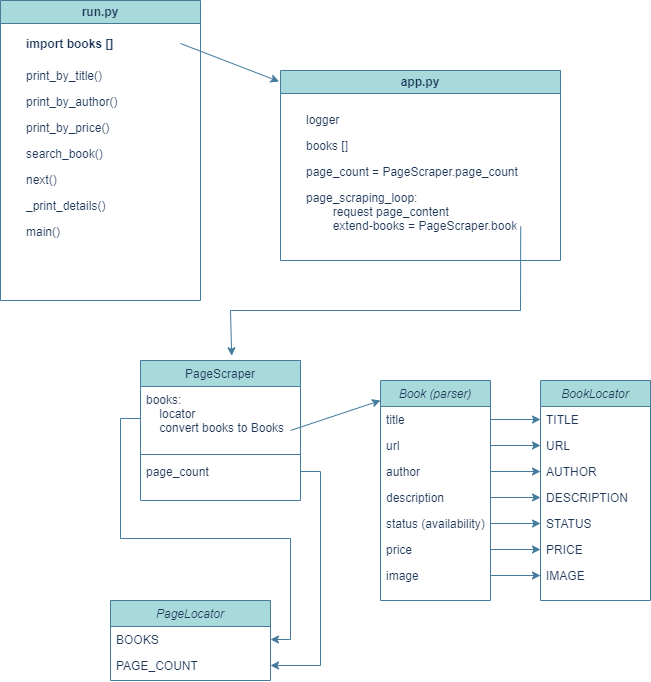 run.py
import books []
print_by_title()
print_by_author()
print_by_price()
search_book()
next()
_print_details()
main()
app.py
logger
books []
page_count = PageScraper.page_count
page_scraping_loop:
request page_content
extend-books = PageScraper.book
PageScraper
books:
locator
convert books to Books
page_count
Book (parser)
title
url
author
description
status (availability)
price
image
BookLocator
TITLE
URL
AUTHOR
DESCRIPTION
STATUS
PRICE
IMAGE
PageLocator
BOOKS
PAGE_COUNT